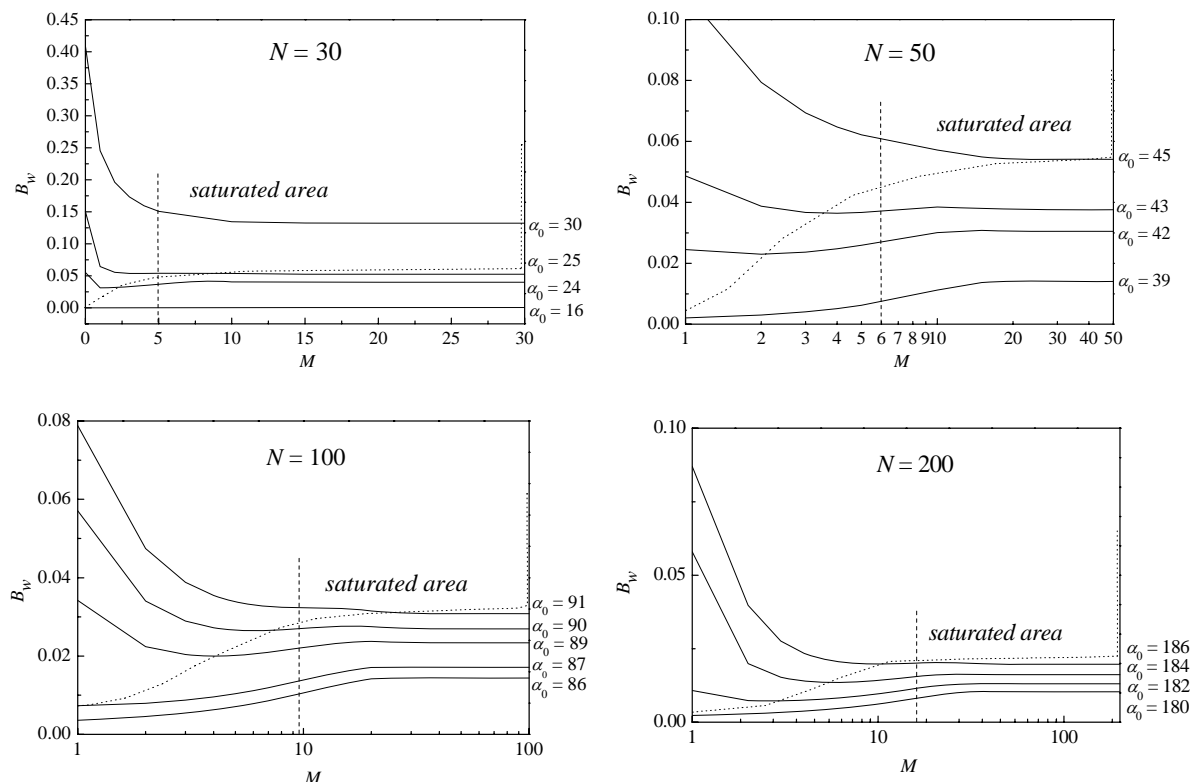 N = 30
0.45
0.40
0.35
0.30
0.25
0.20
0.15
0.10
0.05
0.00
B_w
saturated area
α₀ = 30
α₀ = 25
α₀ = 24
α₀ = 16
0 5 10 15 20 25 30
M
N = 50
0.10
0.08
0.06
0.04
0.02
0.00
B_w
saturated area
α₀ = 45
α₀ = 43
α₀ = 42
α₀ = 39
1 2 3 4 5 6 7 8 9 10 20 30 40 50
M
N = 100
0.08
0.06
0.04
0.02
0.00
B_w
saturated area
α₀ = 91
α₀ = 90
α₀ = 89
α₀ = 87
α₀ = 86
1 10 100
M
N = 200
0.10
0.05
0.00
B_w
saturated area
α₀ = 186
α₀ = 184
α₀ = 182
α₀ = 180
1 10 100
M